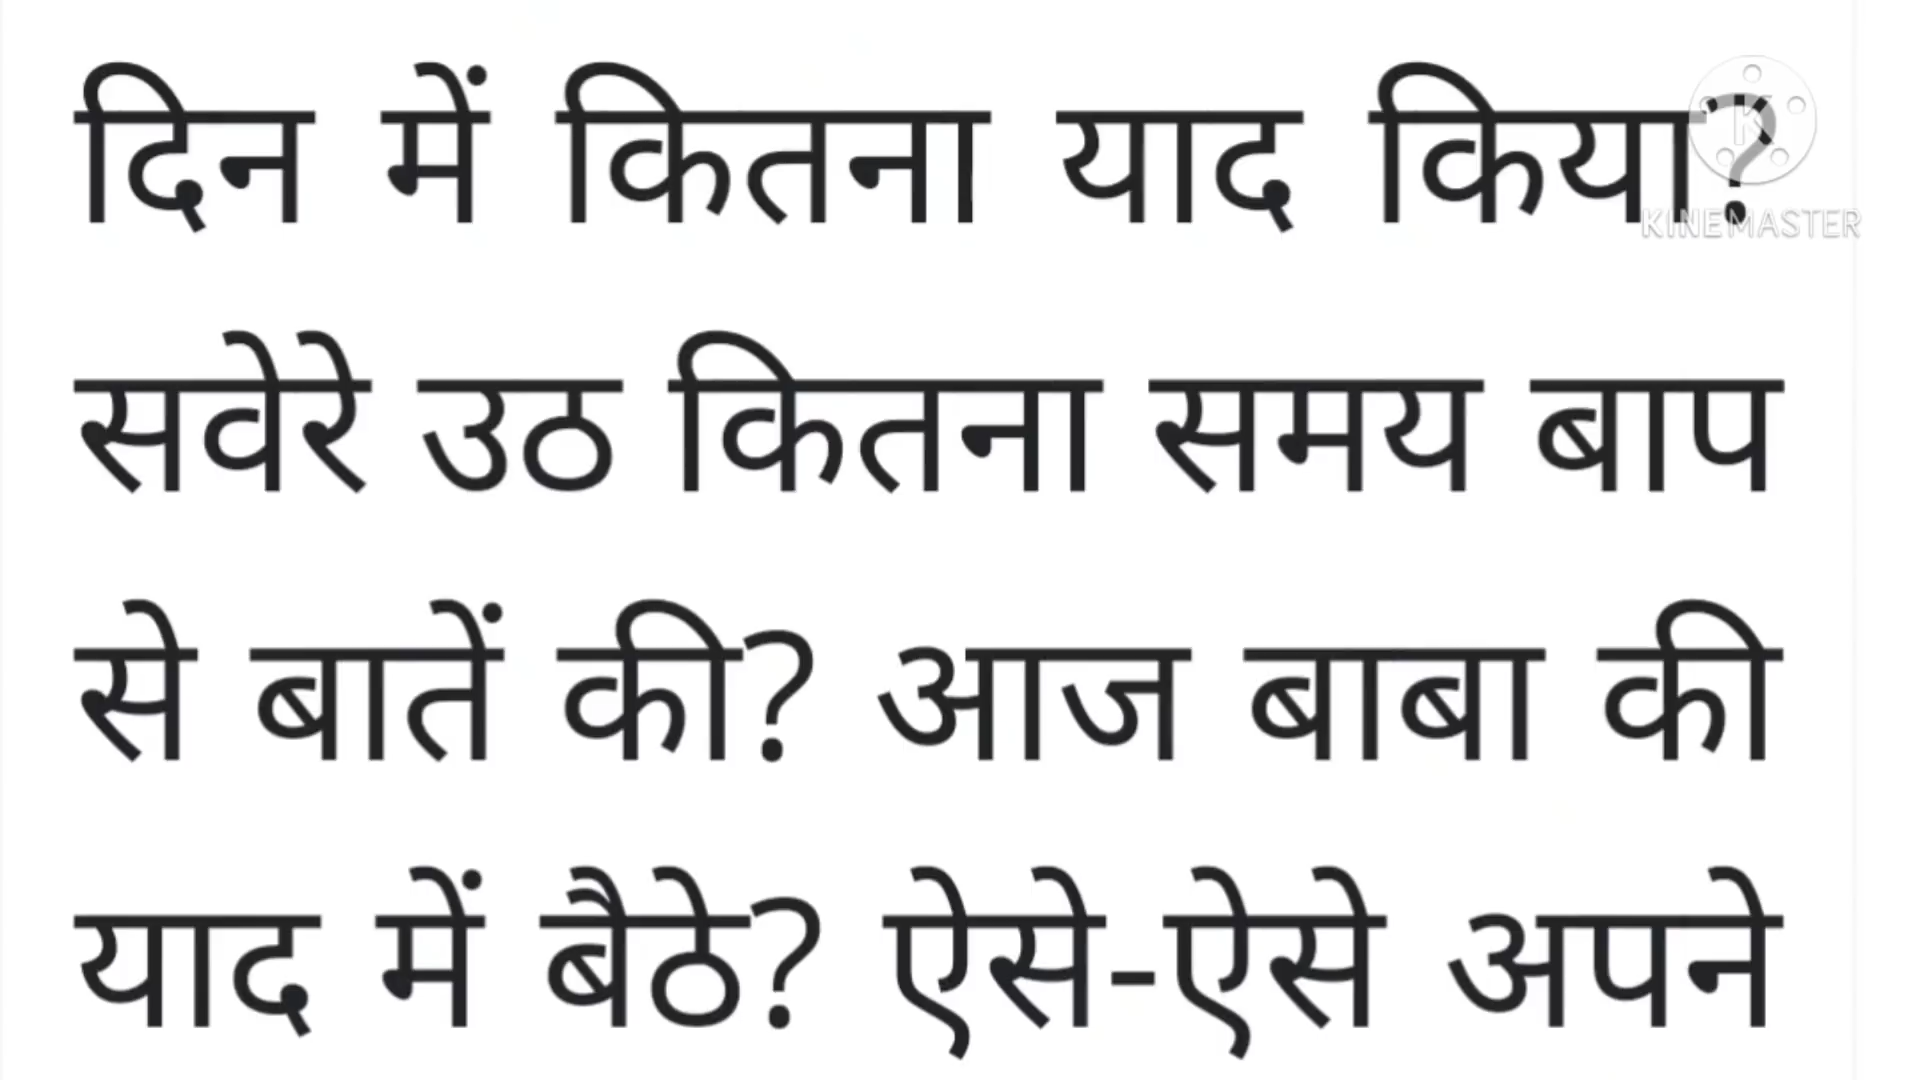 दिन में कितना याद किया?
KINEMASTER
सवेरे उठ कितना समय बाप
से बातें की? आज बाबा की
याद में बैठे? ऐसे-ऐसे अपने